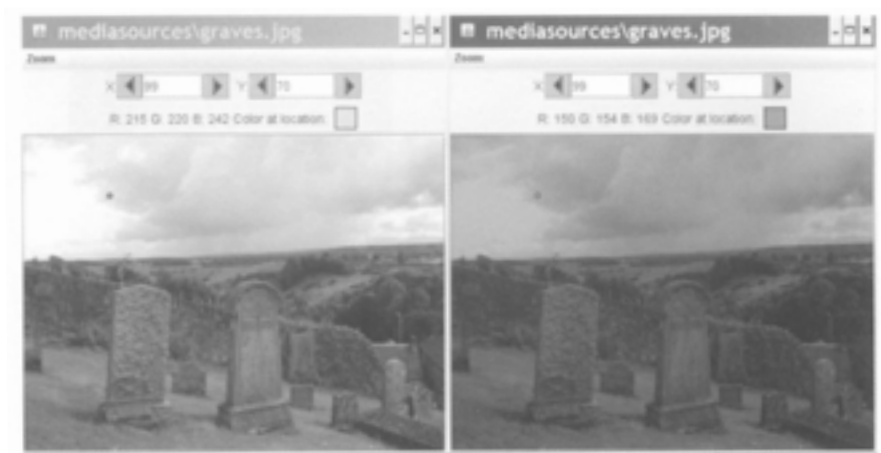 mediasources\graves.jpg
Zoom
X: 99 Y: 70
R: 215 G: 220 B: 242 Color at location:
mediasources\graves.jpg
Zoom
X: 99 Y: 70
R: 150 G: 154 B: 169 Color at location: